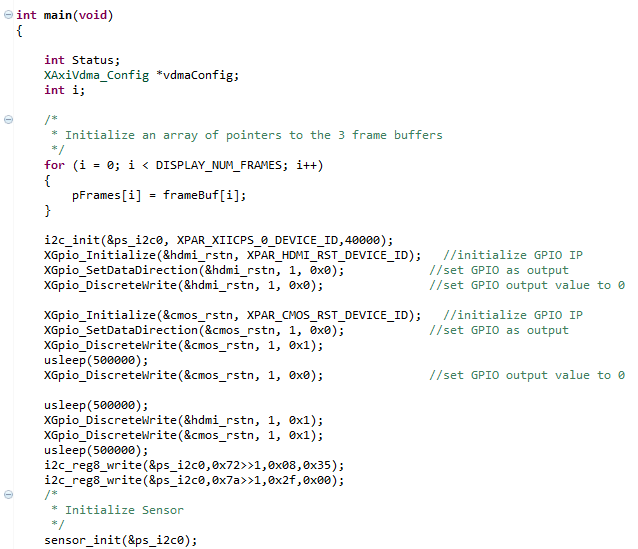 int main(void)
{
int Status;
XAxiVdma_Config *vdmaConfig;
int i;
/*
* Initialize an array of pointers to the 3 frame buffers
*/
for (i = 0; i < DISPLAY_NUM_FRAMES; i++)
{
pFrames[i] = frameBuf[i];
}
i2c_init(&ps_i2c0, XPAR_XIICPS_0_DEVICE_ID,40000);
XGpio_Initialize(&hdmi_rstn, XPAR_HDMI_RST_DEVICE_ID);   //initialize GPIO IP
XGpio_SetDataDirection(&hdmi_rstn, 1, 0x0);            //set GPIO as output
XGpio_DiscreteWrite(&hdmi_rstn, 1, 0x0);               //set GPIO output value to 0
XGpio_Initialize(&cmos_rstn, XPAR_CMOS_RST_DEVICE_ID);   //initialize GPIO IP
XGpio_SetDataDirection(&cmos_rstn, 1, 0x0);            //set GPIO as output
XGpio_DiscreteWrite(&cmos_rstn, 1, 0x1);
usleep(500000);
XGpio_DiscreteWrite(&cmos_rstn, 1, 0x0);               //set GPIO output value to 0
usleep(500000);
XGpio_DiscreteWrite(&hdmi_rstn, 1, 0x1);
XGpio_DiscreteWrite(&cmos_rstn, 1, 0x1);
usleep(500000);
i2c_reg8_write(&ps_i2c0,0x72>>1,0x08,0x35);
i2c_reg8_write(&ps_i2c0,0x7a>>1,0x2f,0x00);
/*
* Initialize Sensor
*/
sensor_init(&ps_i2c0);